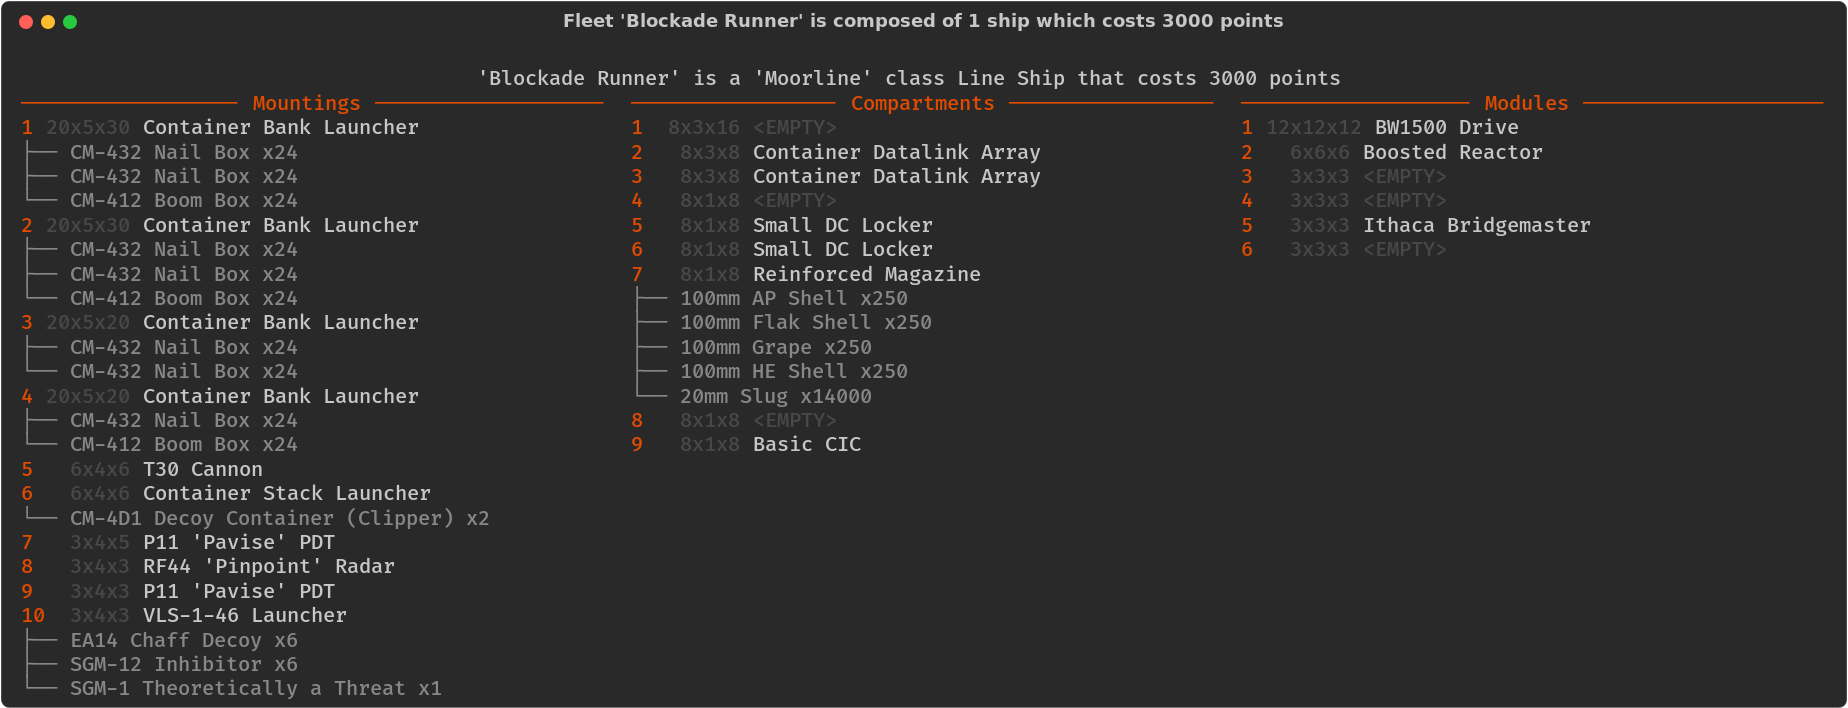 Fleet 'Blockade Runner' is composed of 1 ship which costs 3000 points
'Blockade Runner' is a 'Moorline' class Line Ship that costs 3000 points
Mountings
1 20x5x30 Container Bank Launcher
CM-432 Nail Box x24
CM-432 Nail Box x24
CM-412 Boom Box x24
2 20x5x30 Container Bank Launcher
CM-432 Nail Box x24
CM-432 Nail Box x24
CM-412 Boom Box x24
3 20x5x20 Container Bank Launcher
CM-432 Nail Box x24
CM-432 Nail Box x24
4 20x5x20 Container Bank Launcher
CM-432 Nail Box x24
CM-412 Boom Box x24
5 6x4x6 T30 Cannon
6 6x4x6 Container Stack Launcher
CM-4D1 Decoy Container (Clipper) x2
7 3x4x5 P11 'Pavise' PDT
8 3x4x3 RF44 'Pinpoint' Radar
9 3x4x3 P11 'Pavise' PDT
10 3x4x3 VLS-1-46 Launcher
EA14 Chaff Decoy x6
SGM-12 Inhibitor x6
SGM-1 Theoretically a Threat x1
Compartments
1 8x3x16 <EMPTY>
2 8x3x8 Container Datalink Array
3 8x3x8 Container Datalink Array
4 8x1x8 <EMPTY>
5 8x1x8 Small DC Locker
6 8x1x8 Small DC Locker
7 8x1x8 Reinforced Magazine
100mm AP Shell x250
100mm Flak Shell x250
100mm Grape x250
100mm HE Shell x250
20mm Slug x14000
8 8x1x8 <EMPTY>
9 8x1x8 Basic CIC
Modules
1 12x12x12 BW1500 Drive
2 6x6x6 Boosted Reactor
3 3x3x3 <EMPTY>
4 3x3x3 <EMPTY>
5 3x3x3 Ithaca Bridgemaster
6 3x3x3 <EMPTY>